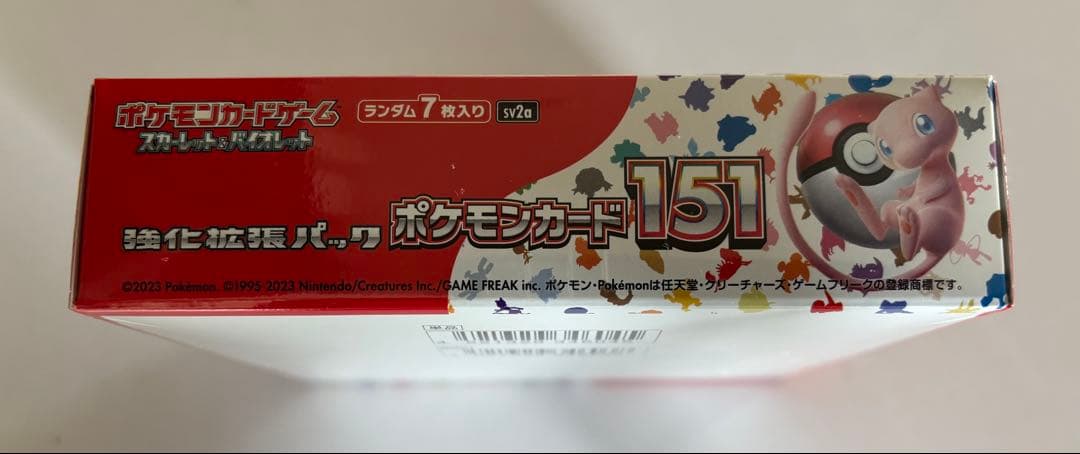 ポケモンカードゲーム
スカーレット&バイオレット
ランダム7枚入り
sv2a
強化拡張パック
ポケモンカード151
©2023 Pokémon. ©1995-2023 Nintendo/Creatures Inc./GAME FREAK inc. ポケモン・Pokémonは任天堂・クリーチャーズ・ゲームフリークの登録商標です。